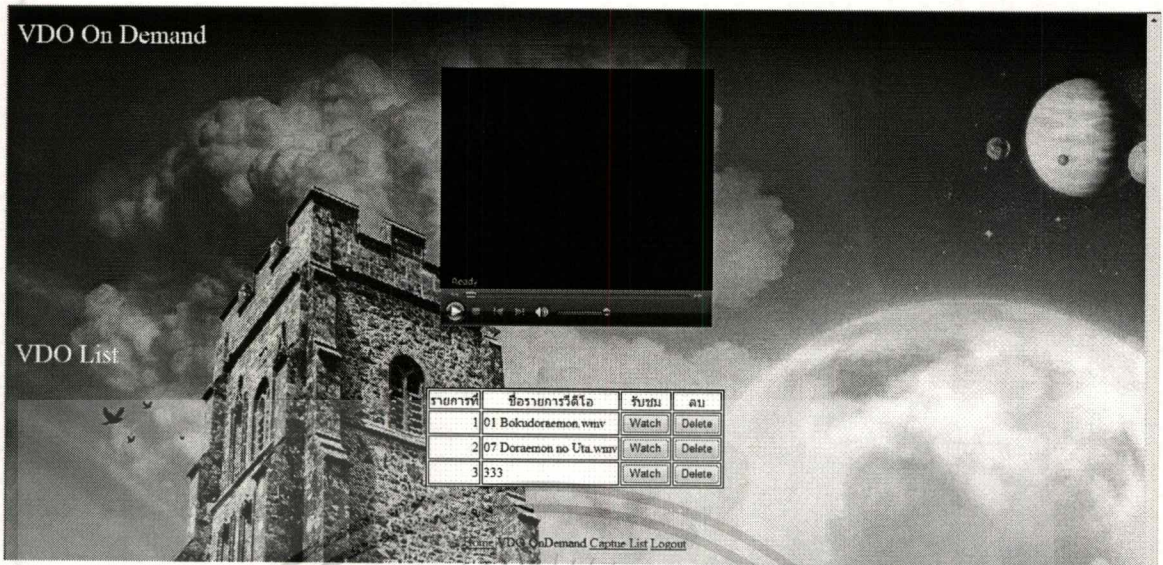 VDO On Demand
Ready
VDO List
รายการที่ ชื่อรายการวีดีโอ รับชม ลบ
1 01 Bokudoraemon.wmv Watch Delete
2 07 Doraemon no Uta.wmv Watch Delete
3 333 Watch Delete
Home VDO OnDemand Captue List Logout